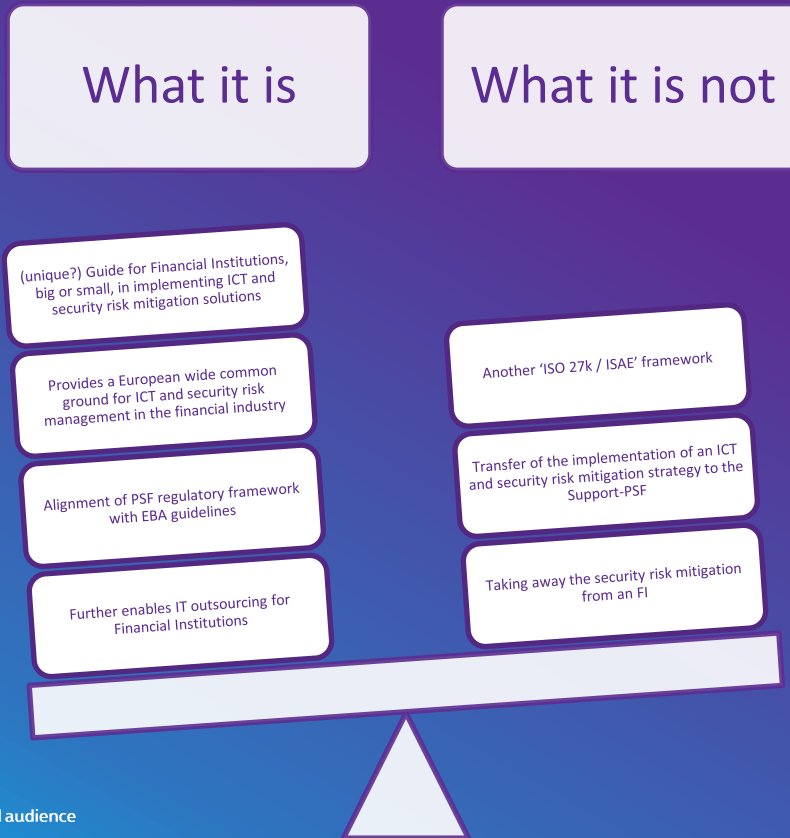 What it is
What it is not
(unique?) Guide for Financial Institutions,
big or small, in implementing ICT and
security risk mitigation solutions
Provides a European wide common
ground for ICT and security risk
management in the financial industry
Alignment of PSF regulatory framework
with EBA guidelines
Further enables IT outsourcing for
Financial Institutions
Another ‘ISO 27k / ISAE’ framework
Transfer of the implementation of an ICT
and security risk mitigation strategy to the
Support-PSF
Taking away the security risk mitigation
from an FI
audience